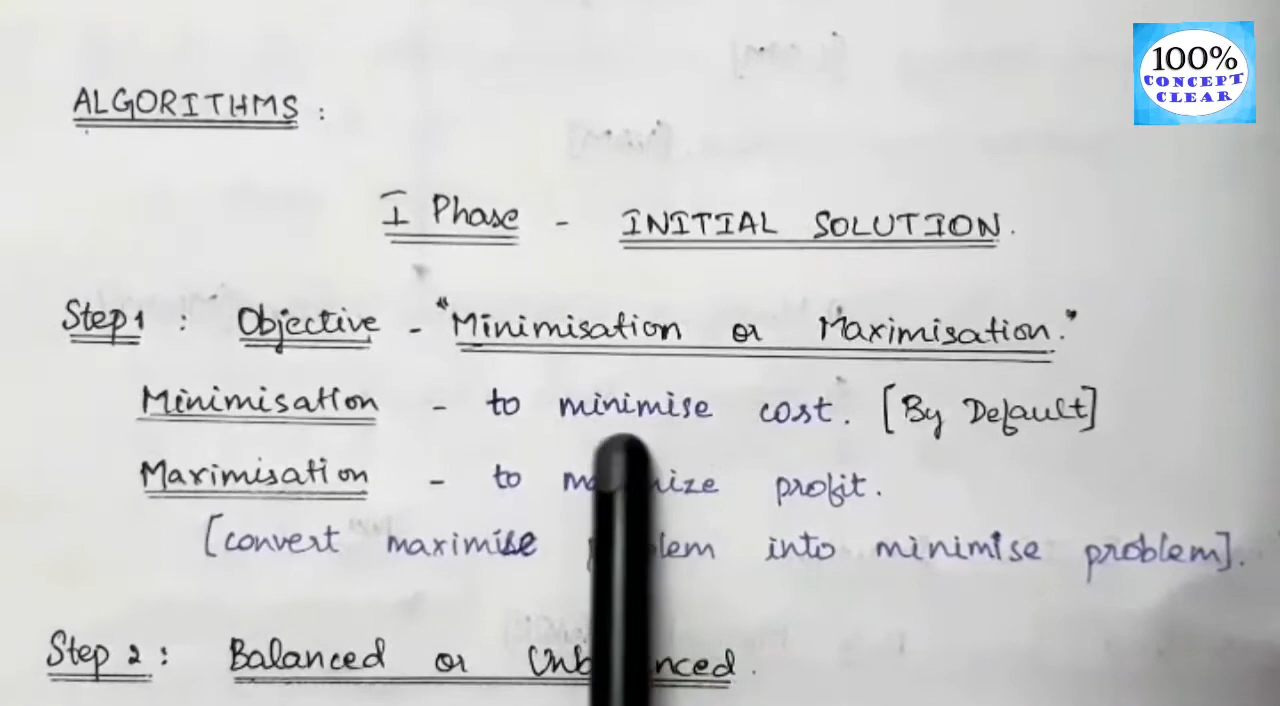 100%
CONCEPT
CLEAR
ALGORITHMS :
I Phase - INITIAL SOLUTION.
Step 1 : Objective - "Minimisation or Maximisation."
Minimisation - to minimise cost. [By Default]
Maximisation - to profit.
[convert maximise into minimise problem].
Step 2 : Balanced or